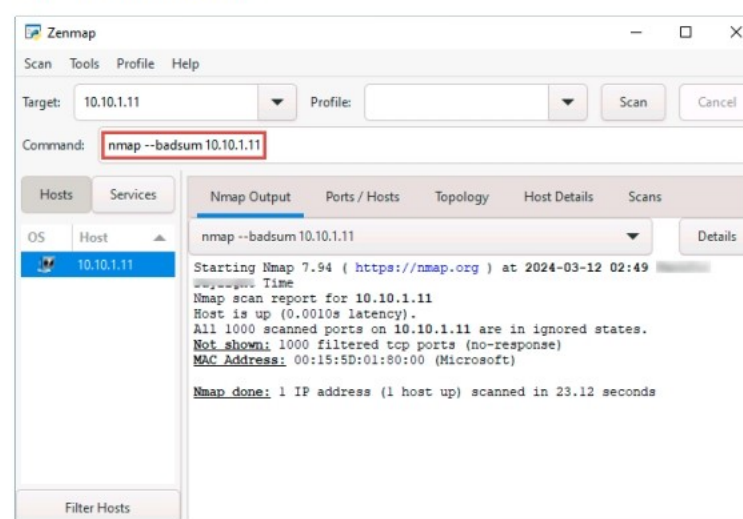 Zenmap
Scan Tools Profile Help
Target: 10.10.1.11 Profile: Scan Cancel
Command: nmap --badsum 10.10.1.11
Hosts Services Nmap Output Ports / Hosts Topology Host Details Scans
OS Host nmap --badsum 10.10.1.11 Details
10.10.1.11
Starting Nmap 7.94 ( https://nmap.org ) at 2024-03-12 02:49
Time
Nmap scan report for 10.10.1.11
Host is up (0.0010s latency).
All 1000 scanned ports on 10.10.1.11 are in ignored states.
Not shown: 1000 filtered tcp ports (no-response)
MAC Address: 00:15:5D:01:80:00 (Microsoft)
Nmap done: 1 IP address (1 host up) scanned in 23.12 seconds
Filter Hosts